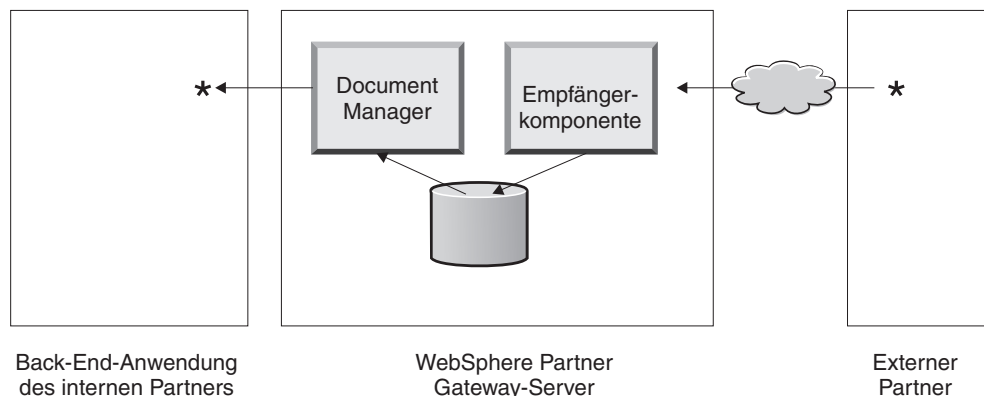 *
Document
Manager
Empfänger-
komponente
*
Back-End-Anwendung
des internen Partners
WebSphere Partner
Gateway-Server
Externer
Partner